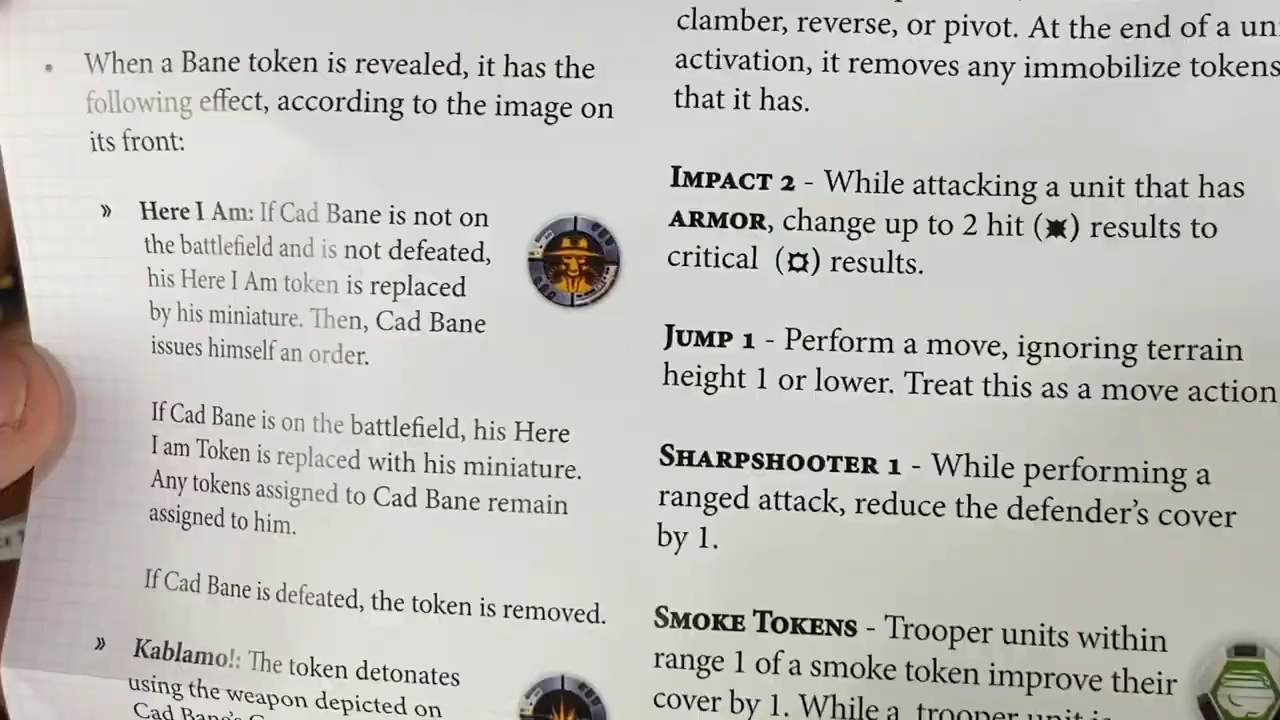 • When a Bane token is revealed, it has the
following effect, according to the image on
its front:
» Here I Am: If Cad Bane is not on
the battlefield and is not defeated,
his Here I Am token is replaced
by his miniature. Then, Cad Bane
issues himself an order.
If Cad Bane is on the battlefield, his Here
I am Token is replaced with his miniature.
Any tokens assigned to Cad Bane remain
assigned to him.
If Cad Bane is defeated, the token is removed.
» Kablamo!: The token detonates
using the weapon depicted on
Cad Bane's
clamber, reverse, or pivot. At the end of a
activation, it removes any immobilize tokens
that it has.
IMPACT 2 - While attacking a unit that has
ARMOR, change up to 2 hit () results to
critical () results.
JUMP 1 - Perform a move, ignoring terrain
height 1 or lower. Treat this as a move action
SHARPSHOOTER 1 - While performing a
ranged attack, reduce the defender's cover
by 1.
SMOKE TOKENS - Trooper units within
range 1 of a smoke token improve their
cover by 1. While a trooper unit is